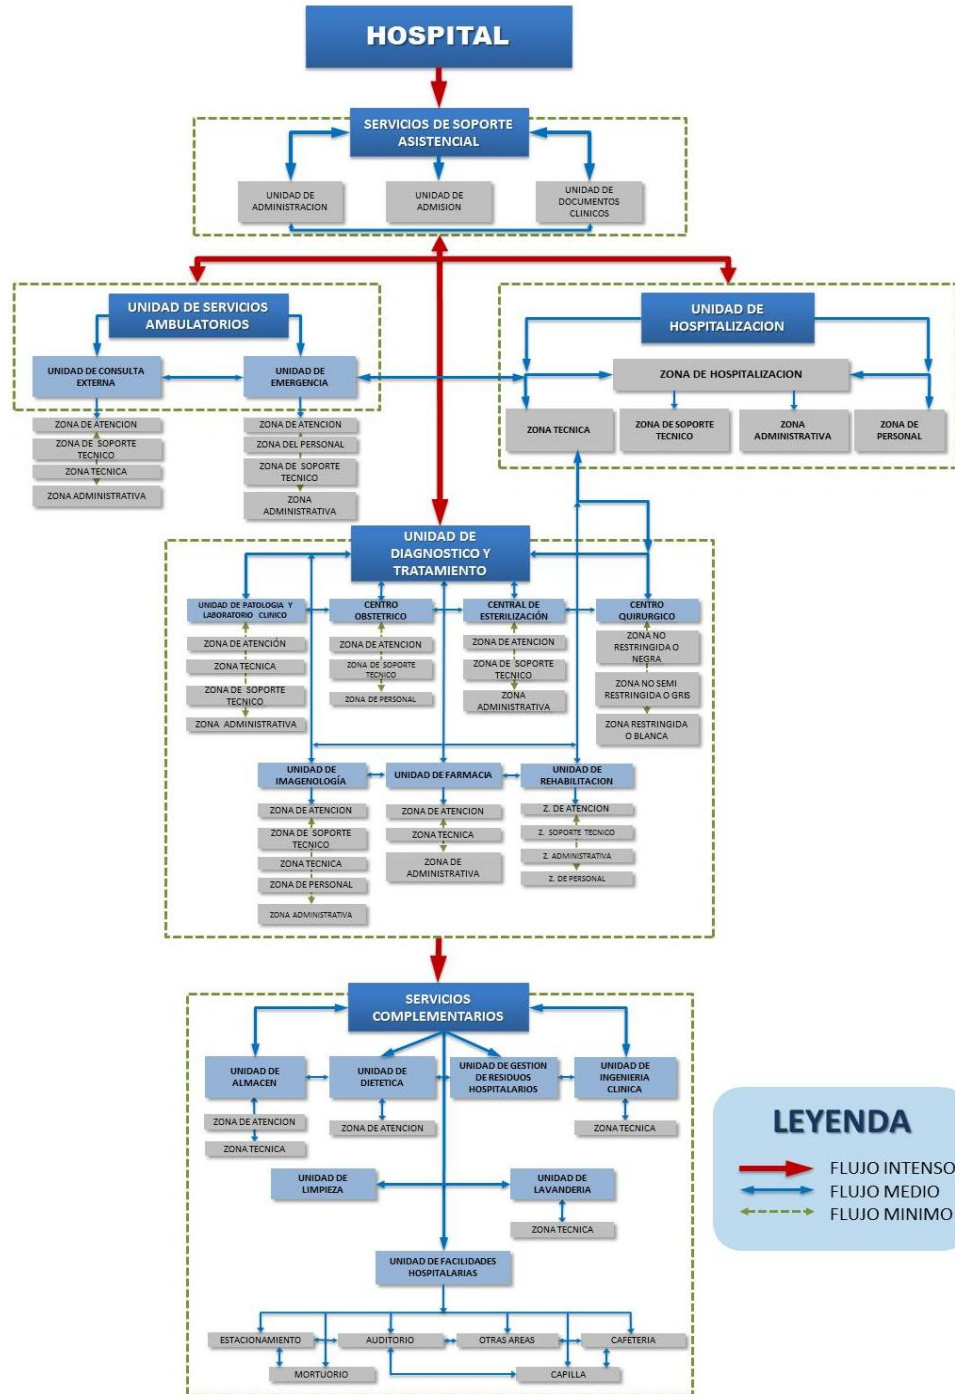 HOSPITAL
SERVICIOS DE SOPORTE
ASISTENCIAL
UNIDAD DE
ADMINISTRACION
UNIDAD DE
ADMISION
UNIDAD DE
DOCUMENTOS
CLINICOS
UNIDAD DE SERVICIOS
AMBULATORIOS
UNIDAD DE CONSULTA
EXTERNA
UNIDAD DE
EMERGENCIA
ZONA DE ATENCION
ZONA DE SOPORTE
TECNICO
ZONA TECNICA
ZONA ADMINISTRATIVA
ZONA DE ATENCION
ZONA DEL PERSONAL
ZONA DE SOPORTE
TECNICO
ZONA
ADMINISTRATIVA
UNIDAD DE
HOSPITALIZACION
ZONA DE HOSPITALIZACION
ZONA TECNICA
ZONA DE SOPORTE
TECNICO
ZONA
ADMINISTRATIVA
ZONA DE
PERSONAL
UNIDAD DE
DIAGNOSTICO Y
TRATAMIENTO
UNIDAD DE PATOLOGIA Y
LABORATORIO CLINICO
ZONA DE ATENCIÓN
ZONA TECNICA
ZONA DE SOPORTE
TECNICO
ZONA ADMINISTRATIVA
CENTRO
OBSTETRICO
ZONA DE ATENCION
ZONA DE SOPORTE
TECNICO
ZONA DE PERSONAL
CENTRAL DE
ESTERILIZACIÓN
ZONA DE ATENCION
ZONA DE SOPORTE
TECNICO
ZONA
ADMINISTRATIVA
CENTRO
QUIRURGICO
ZONA NO
RESTRINGIDA O
NEGRA
ZONA NO SEMI
RESTRINGIDA O GRIS
ZONA RESTRINGIDA
O BLANCA
UNIDAD DE
IMAGENOLOGÍA
ZONA DE ATENCION
ZONA DE SOPORTE
TECNICO
ZONA TECNICA
ZONA DE PERSONAL
ZONA ADMINISTRATIVA
UNIDAD DE FARMACIA
ZONA DE ATENCION
ZONA TECNICA
ZONA DE
ADMINISTRATIVA
UNIDAD DE
REHABILITACION
Z. DE ATENCION
Z. SOPORTE TECNICO
Z. ADMINISTRATIVA
Z. DE PERSONAL
SERVICIOS
COMPLEMENTARIOS
UNIDAD DE
ALMACEN
ZONA DE ATENCION
ZONA TECNICA
UNIDAD DE
DIETETICA
ZONA DE ATENCION
UNIDAD DE GESTION
DE RESIDUOS
HOSPITALARIOS
UNIDAD DE
INGENIERIA
CLINICA
ZONA TECNICA
UNIDAD DE
LIMPIEZA
UNIDAD DE
LAVANDERIA
ZONA TECNICA
UNIDAD DE FACILIDADES
HOSPITALARIAS
ESTACIONAMIENTO
AUDITORIO
OTRAS AREAS
CAFETERIA
MORTUORIO
CAPILLA
LEYENDA
FLUJO INTENSO
FLUJO MEDIO
FLUJO MINIMO